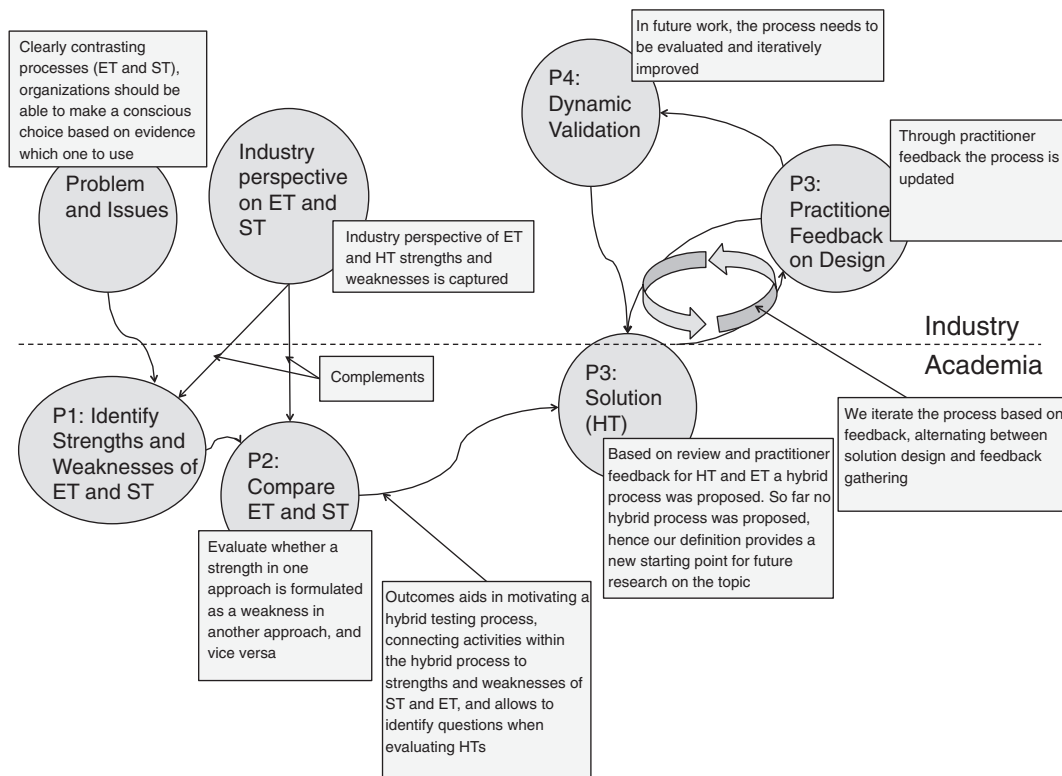 Clearly contrasting
processes (ET and ST),
organizations should be
able to make a conscious
choice based on evidence
which one to use
Problem
and Issues
Industry
perspective
on ET and
ST
Industry perspective of ET
and HT strengths and
weaknesses is captured
In future work, the process needs to
be evaluated and iteratively
improved
P4:
Dynamic
Validation
Through practitioner
feedback the process is
updated
P3:
Practitione
Feedback
on Design
Industry
Academia
Complements
P1: Identify
Strengths and
Weaknesses of
ET and ST
P2:
Compare
ET and ST
Evaluate whether a
strength in one
approach is formulated
as a weakness in
another approach, and
vice versa
Outcomes aids in motivating a
hybrid testing process,
connecting activities within
the hybrid process to
strengths and weaknesses of
ST and ET, and allows to
identify questions when
evaluating HTs
P3:
Solution
(HT)
Based on review and practitioner
feedback for HT and ET a hybrid
process was proposed. So far no
hybrid process was proposed,
hence our definition provides a
new starting point for future
research on the topic
We iterate the process based on
feedback, alternating between
solution design and feedback
gathering